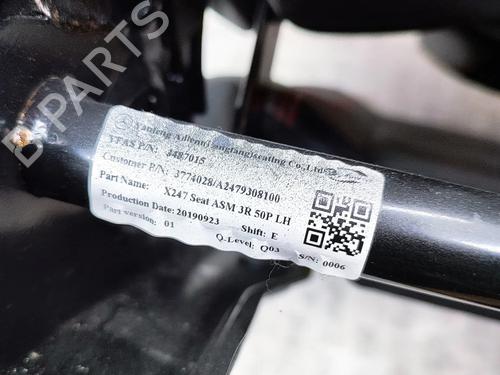 B PARTS
Yanfeng Adient(Langfang)seating Co.,Ltd
YFAS P/N: 3487015
Customer P/N: 3774028/A2479308100
Part Name: X247 Seat ASM 3R 50P LH
Production Date: 20190923 Shift: E
Part version: 01 Q-Level: Q03 S/N: 0006